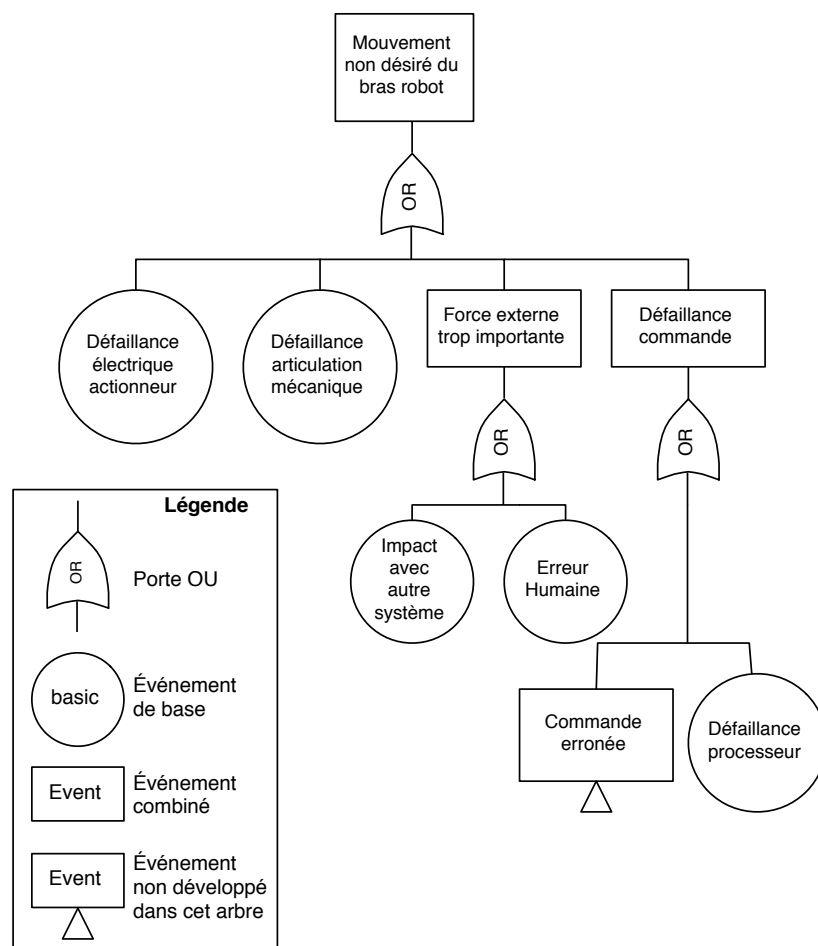 Mouvement
non désiré du
bras robot
OR
Défaillance
électrique
actionneur
Défaillance
articulation
mécanique
Force externe
trop importante
Défaillance
commande
OR
OR
Impact
avec
autre
système
Erreur
Humaine
Commande
erronée
Défaillance
processeur
Légende
OR
Porte OU
basic
Événement
de base
Event
Événement
combiné
Event
Événement
non développé
dans cet arbre